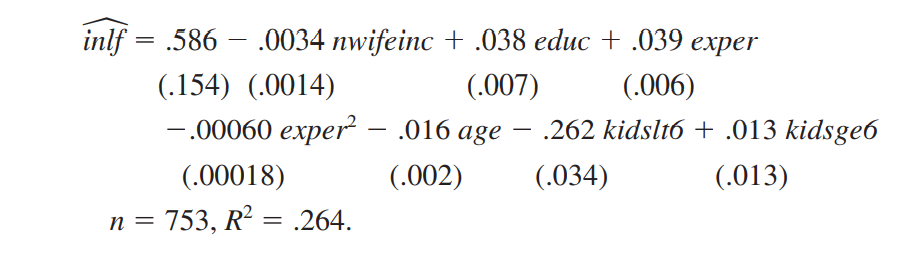 inlf^ = .586 − .0034 nwifeinc + .038 educ + .039 exper
(.154) (.0014) (.007) (.006)
−.00060 exper² − .016 age − .262 kidslt6 + .013 kidsge6
(.00018) (.002) (.034) (.013)
n = 753, R² = .264.